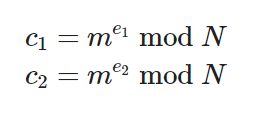 c₁ = m^{e₁} mod N
c₂ = m^{e₂} mod N